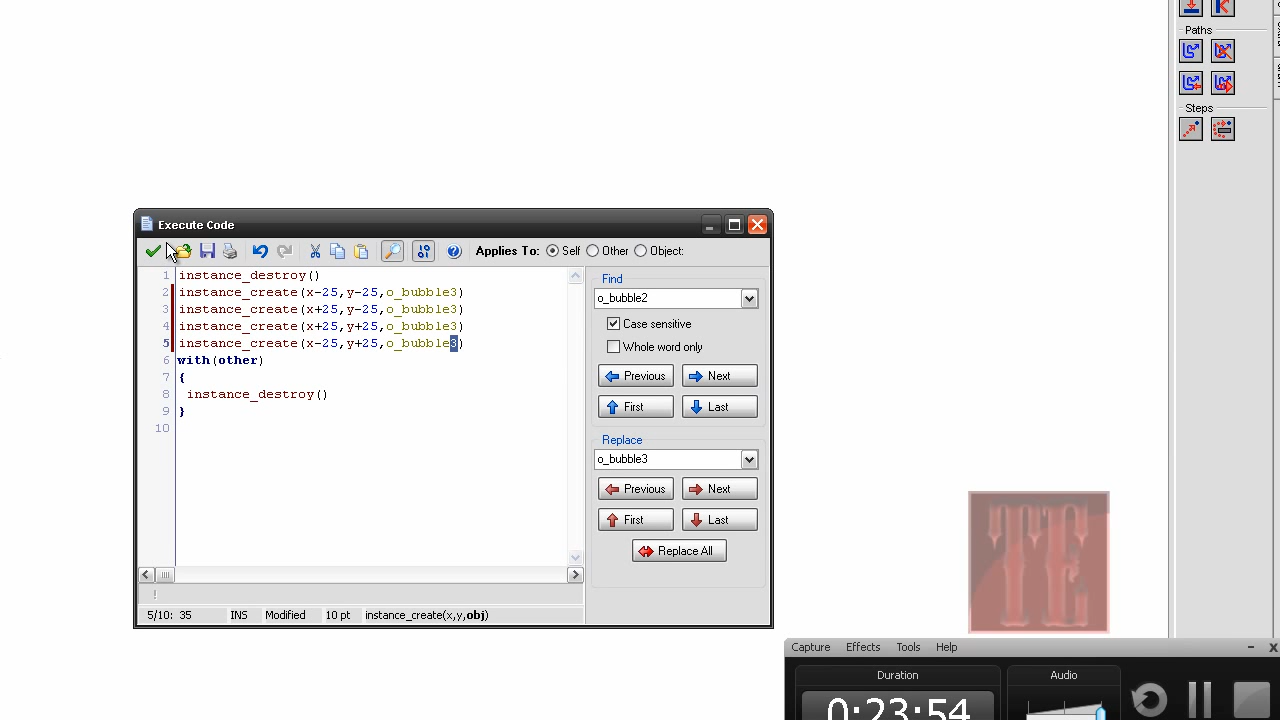 Paths
Steps
Execute Code
Applies To: Self Other Object:
1 instance_destroy()
2 instance_create(x-25,y-25,o_bubble3)
3 instance_create(x+25,y-25,o_bubble3)
4 instance_create(x+25,y+25,o_bubble3)
5 instance_create(x-25,y+25,o_bubble3)
6 with(other)
7 {
8 instance_destroy()
9 }
10
Find
o_bubble2
Case sensitive
Whole word only
Previous Next
First Last
Replace
o_bubble3
Previous Next
First Last
Replace All
5/10: 35 INS Modified 10 pt instance_create(x,y,obj)
TE
Capture Effects Tools Help
Duration Audio
0:23:54